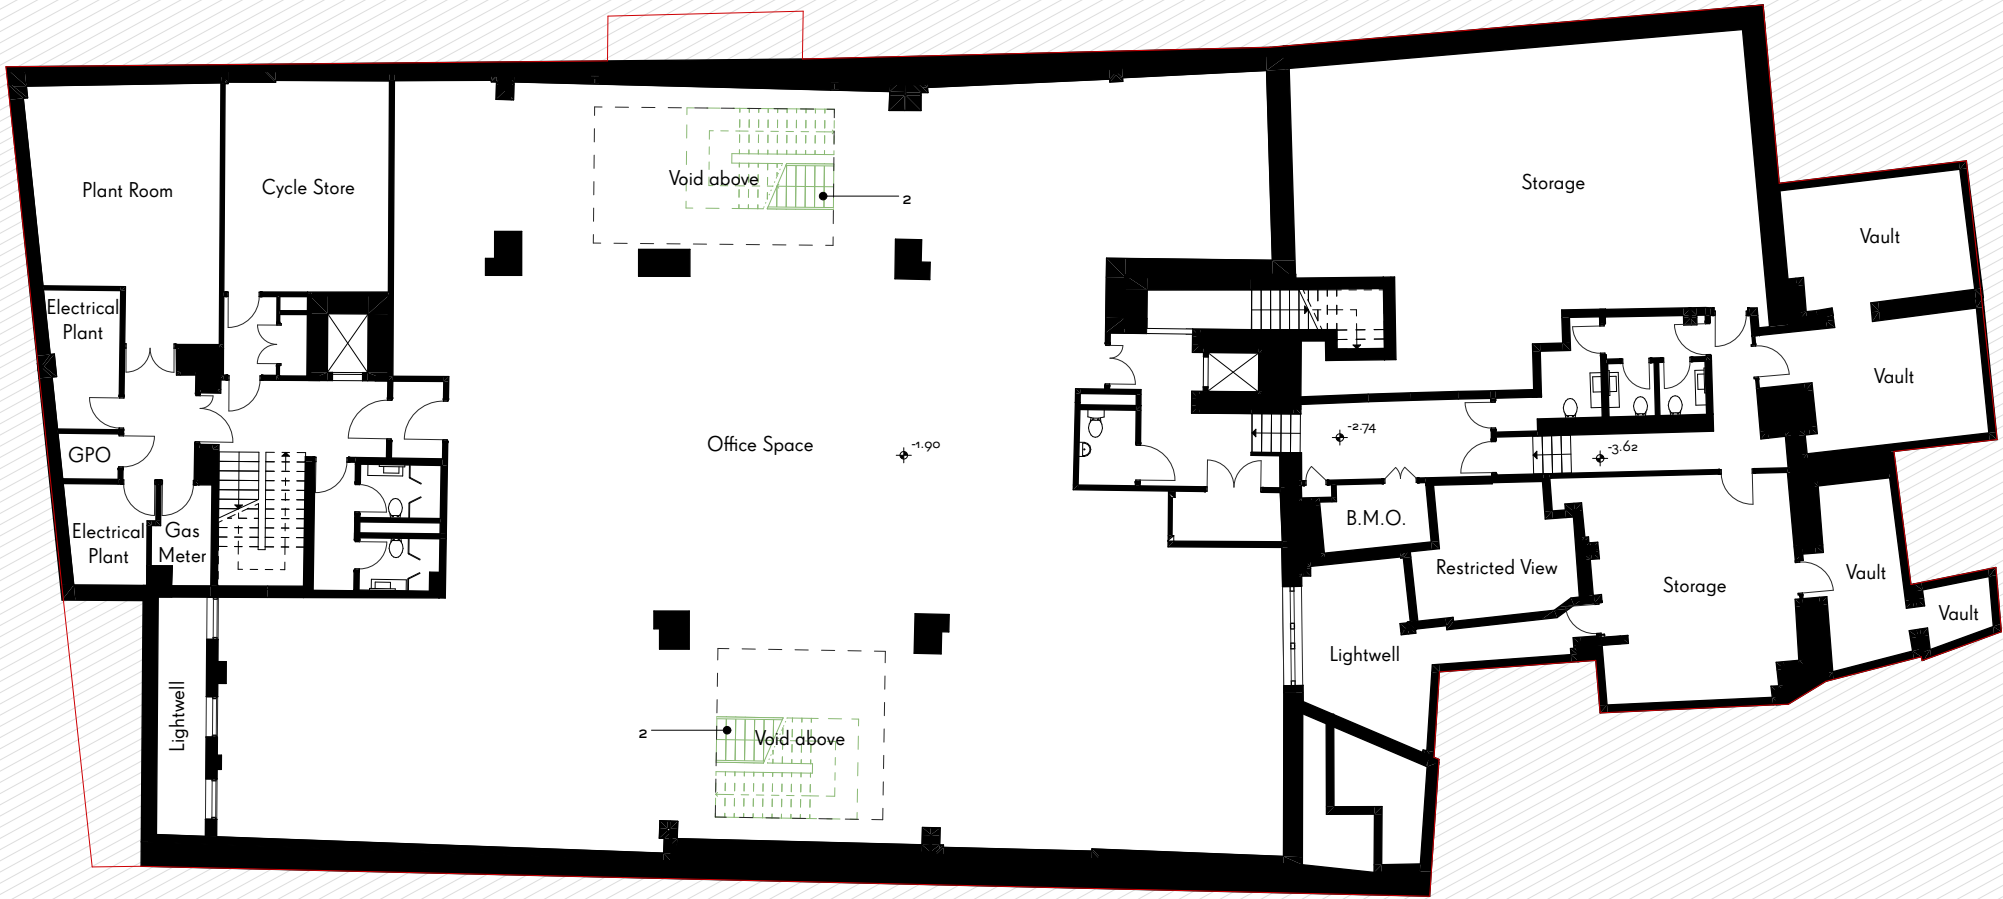 Plant Room
Cycle Store
Void above
2
Storage
Vault
Electrical
Plant
Vault
Office Space
-1.90
-2.74
-3.62
GPO
Electrical
Plant
Gas
Meter
B.M.O.
Restricted View
Storage
Vault
Vault
Lightwell
Lightwell
2
Void above